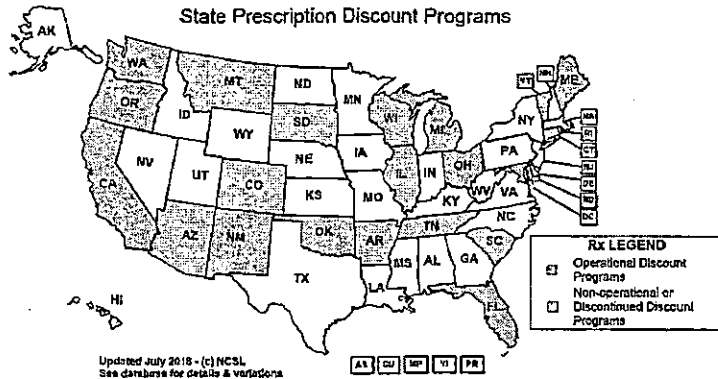 State Prescription Discount Programs
AK
WA
MT
ND
MN
VT
NH
ME
OR
ID
SD
WI
MI
NY
MA
RI
CT
WY
NV
NE
IA
PA
NJ
DE
MD
DC
CA
UT
CO
IL
IN
OH
WV
VA
KS
MO
KY
NC
AZ
NM
OK
AR
TN
SC
TX
MS
AL
GA
LA
FL
HI
Rx LEGEND
Operational Discount
Programs
Non-operational or
Discontinued Discount
Programs
Updated July 2018 - (c) NCSL
See database for details & variations
AS GU MP VI PR